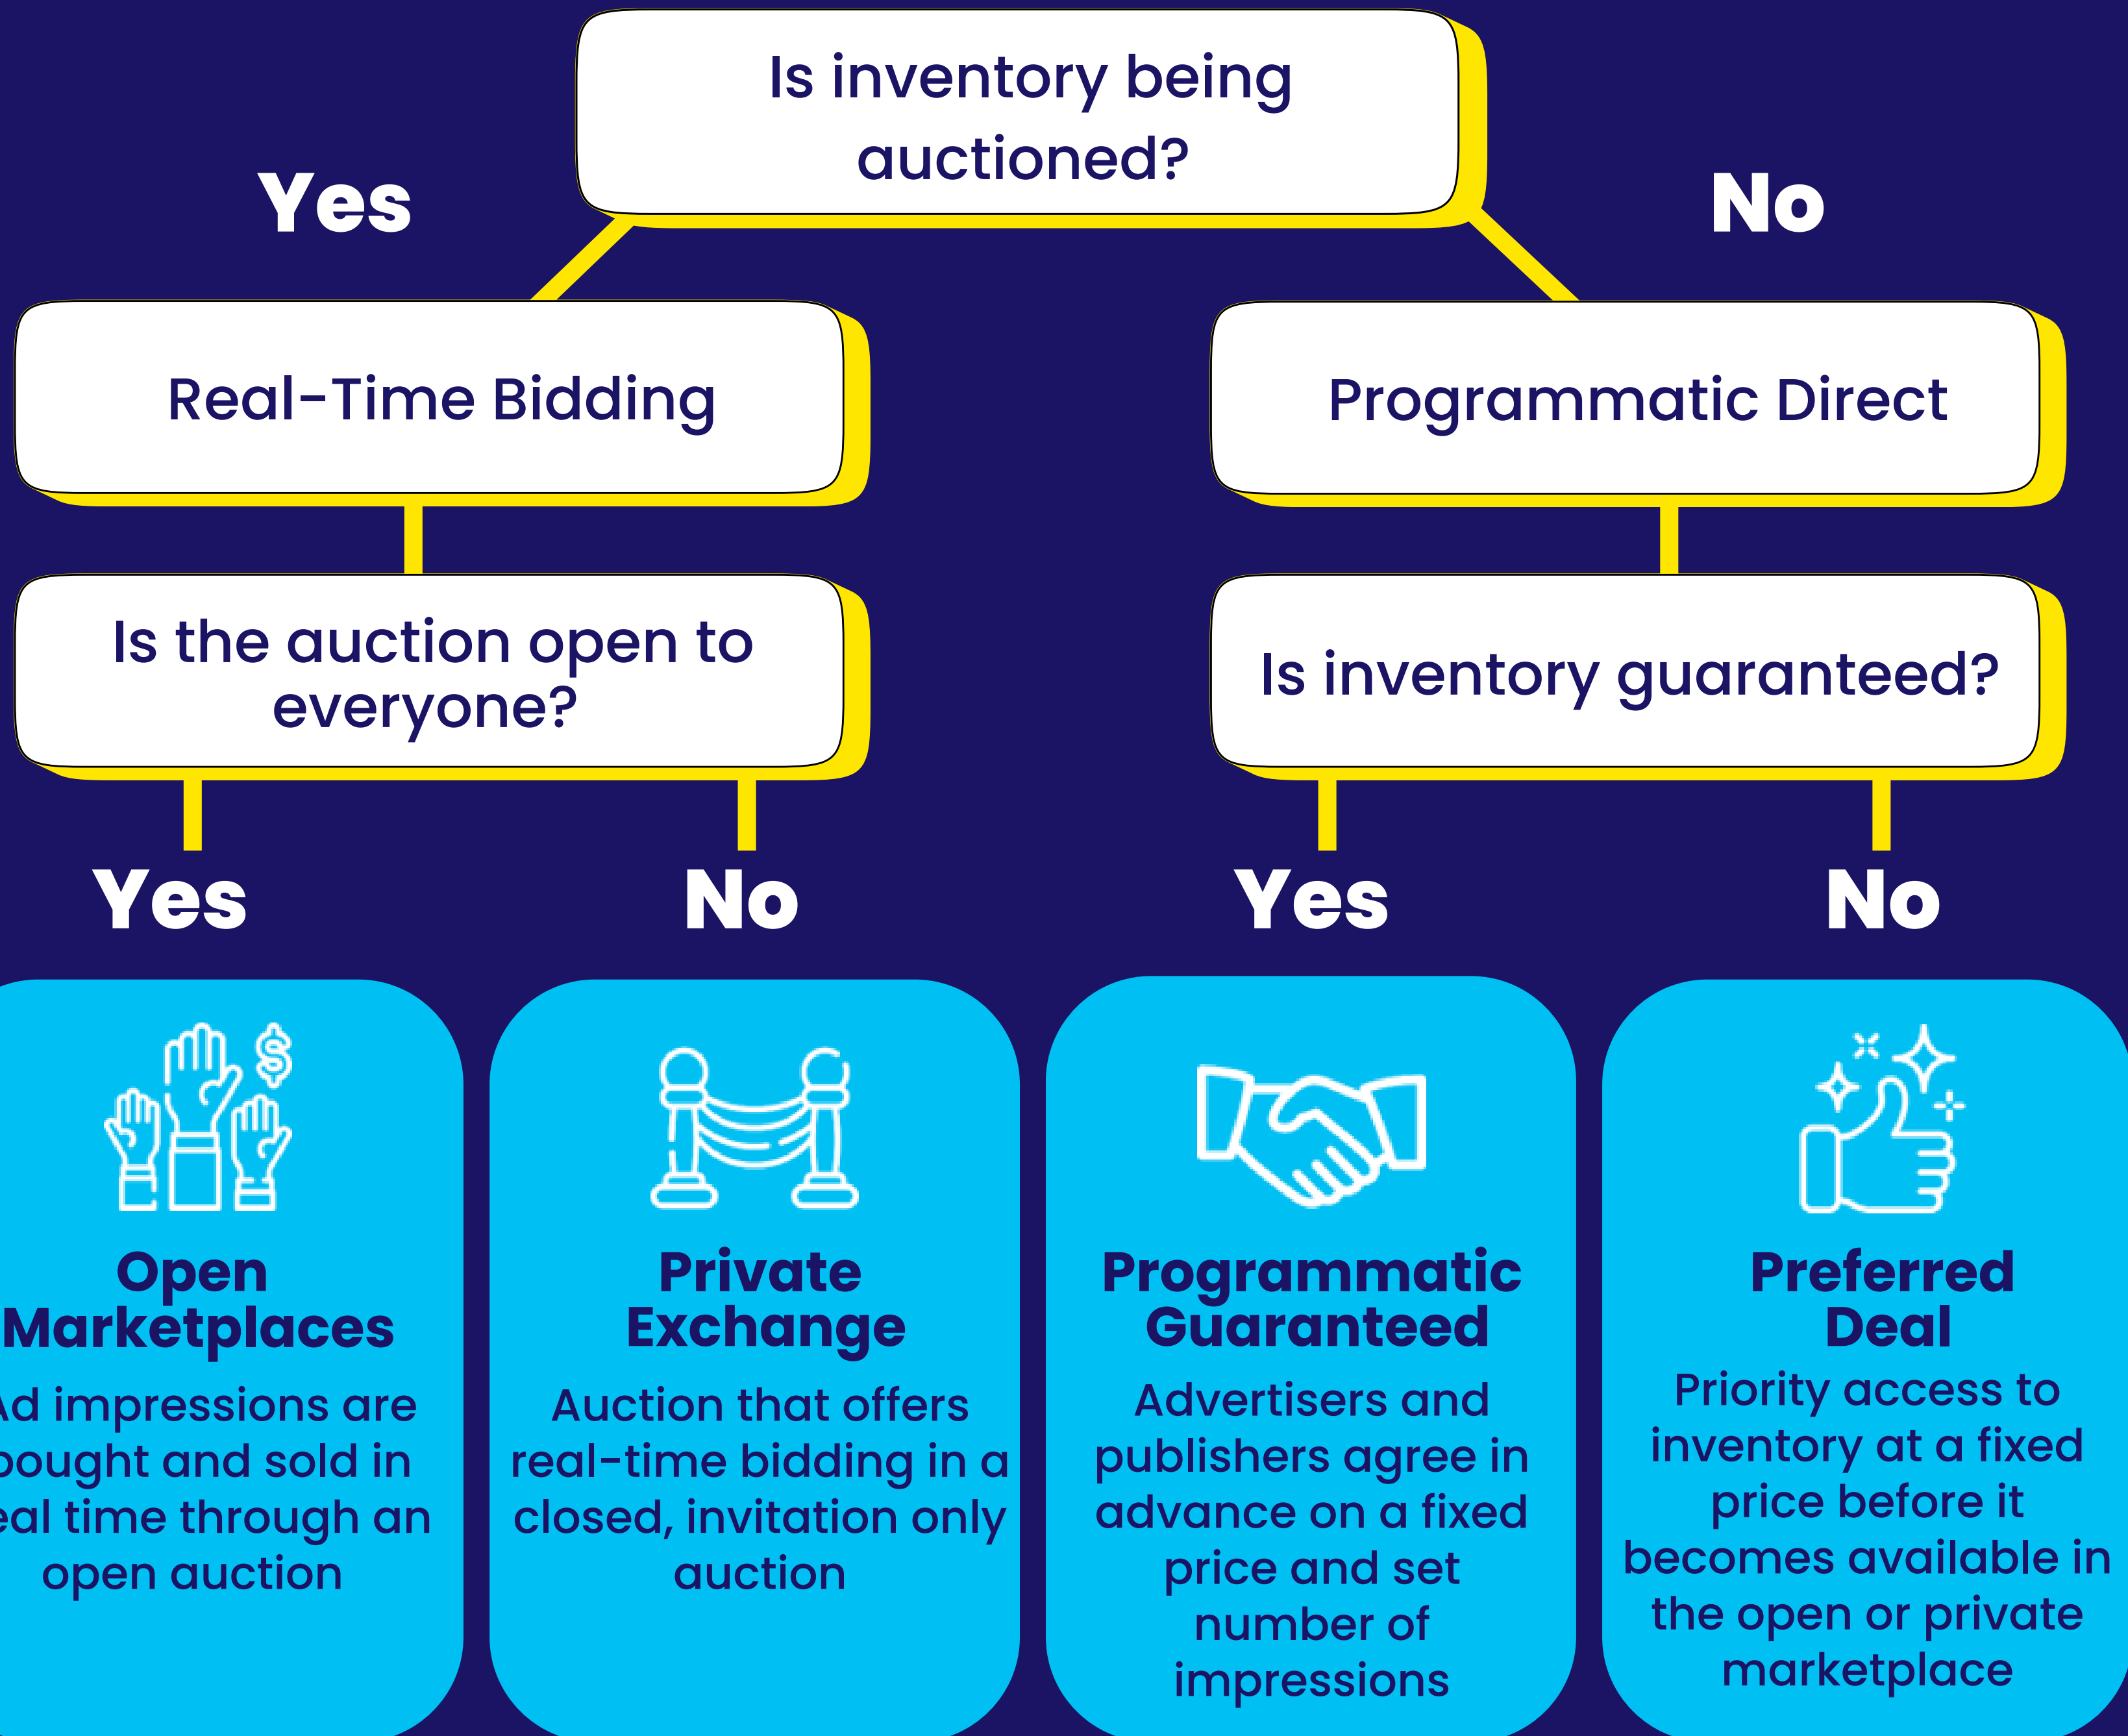 Is inventory being
auctioned?
Yes
No
Real-Time Bidding
Programmatic Direct
Is the auction open to
everyone?
Is inventory guaranteed?
Yes
No
Yes
No
$
Open
Marketplaces
Ad impressions are
bought and sold in
real time through an
open auction
Private
Exchange
Auction that offers
real-time bidding in a
closed, invitation only
auction
Programmatic
Guaranteed
Advertisers and
publishers agree in
advance on a fixed
price and set
number of
impressions
Preferred
Deal
Priority access to
inventory at a fixed
price before it
becomes available in
the open or private
marketplace